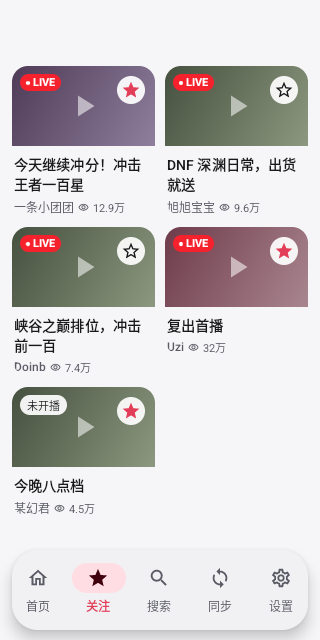 LIVE
LIVE
今天继续冲分！冲击
王者一百星
一条小团团 12.9万
DNF 深渊日常，出货
就送
旭旭宝宝 9.6万
LIVE
LIVE
峡谷之巅排位，冲击
前一百
Doinb 7.4万
复出首播
Uzi 32万
未开播
今晚八点档
某幻君 4.5万
首页 关注 搜索 同步 设置